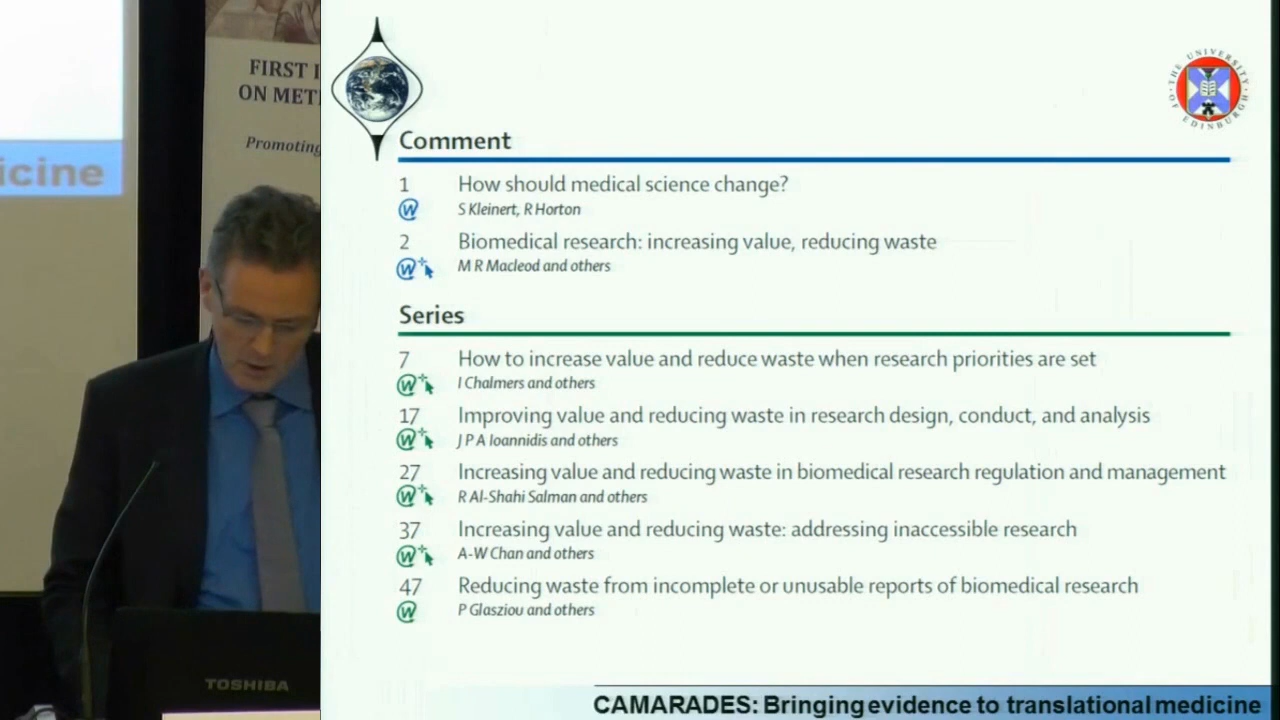 icine
FIRST I
ON MET
Promoting
TOSHIBA
THE UNIVERSITY OF EDINBURGH
Comment
1 How should medical science change?
S Kleinert, R Horton
2 Biomedical research: increasing value, reducing waste
M R Macleod and others
Series
7 How to increase value and reduce waste when research priorities are set
I Chalmers and others
17 Improving value and reducing waste in research design, conduct, and analysis
J P A Ioannidis and others
27 Increasing value and reducing waste in biomedical research regulation and management
R Al-Shahi Salman and others
37 Increasing value and reducing waste: addressing inaccessible research
A-W Chan and others
47 Reducing waste from incomplete or unusable reports of biomedical research
P Glasziou and others
CAMARADES: Bringing evidence to translational medicine